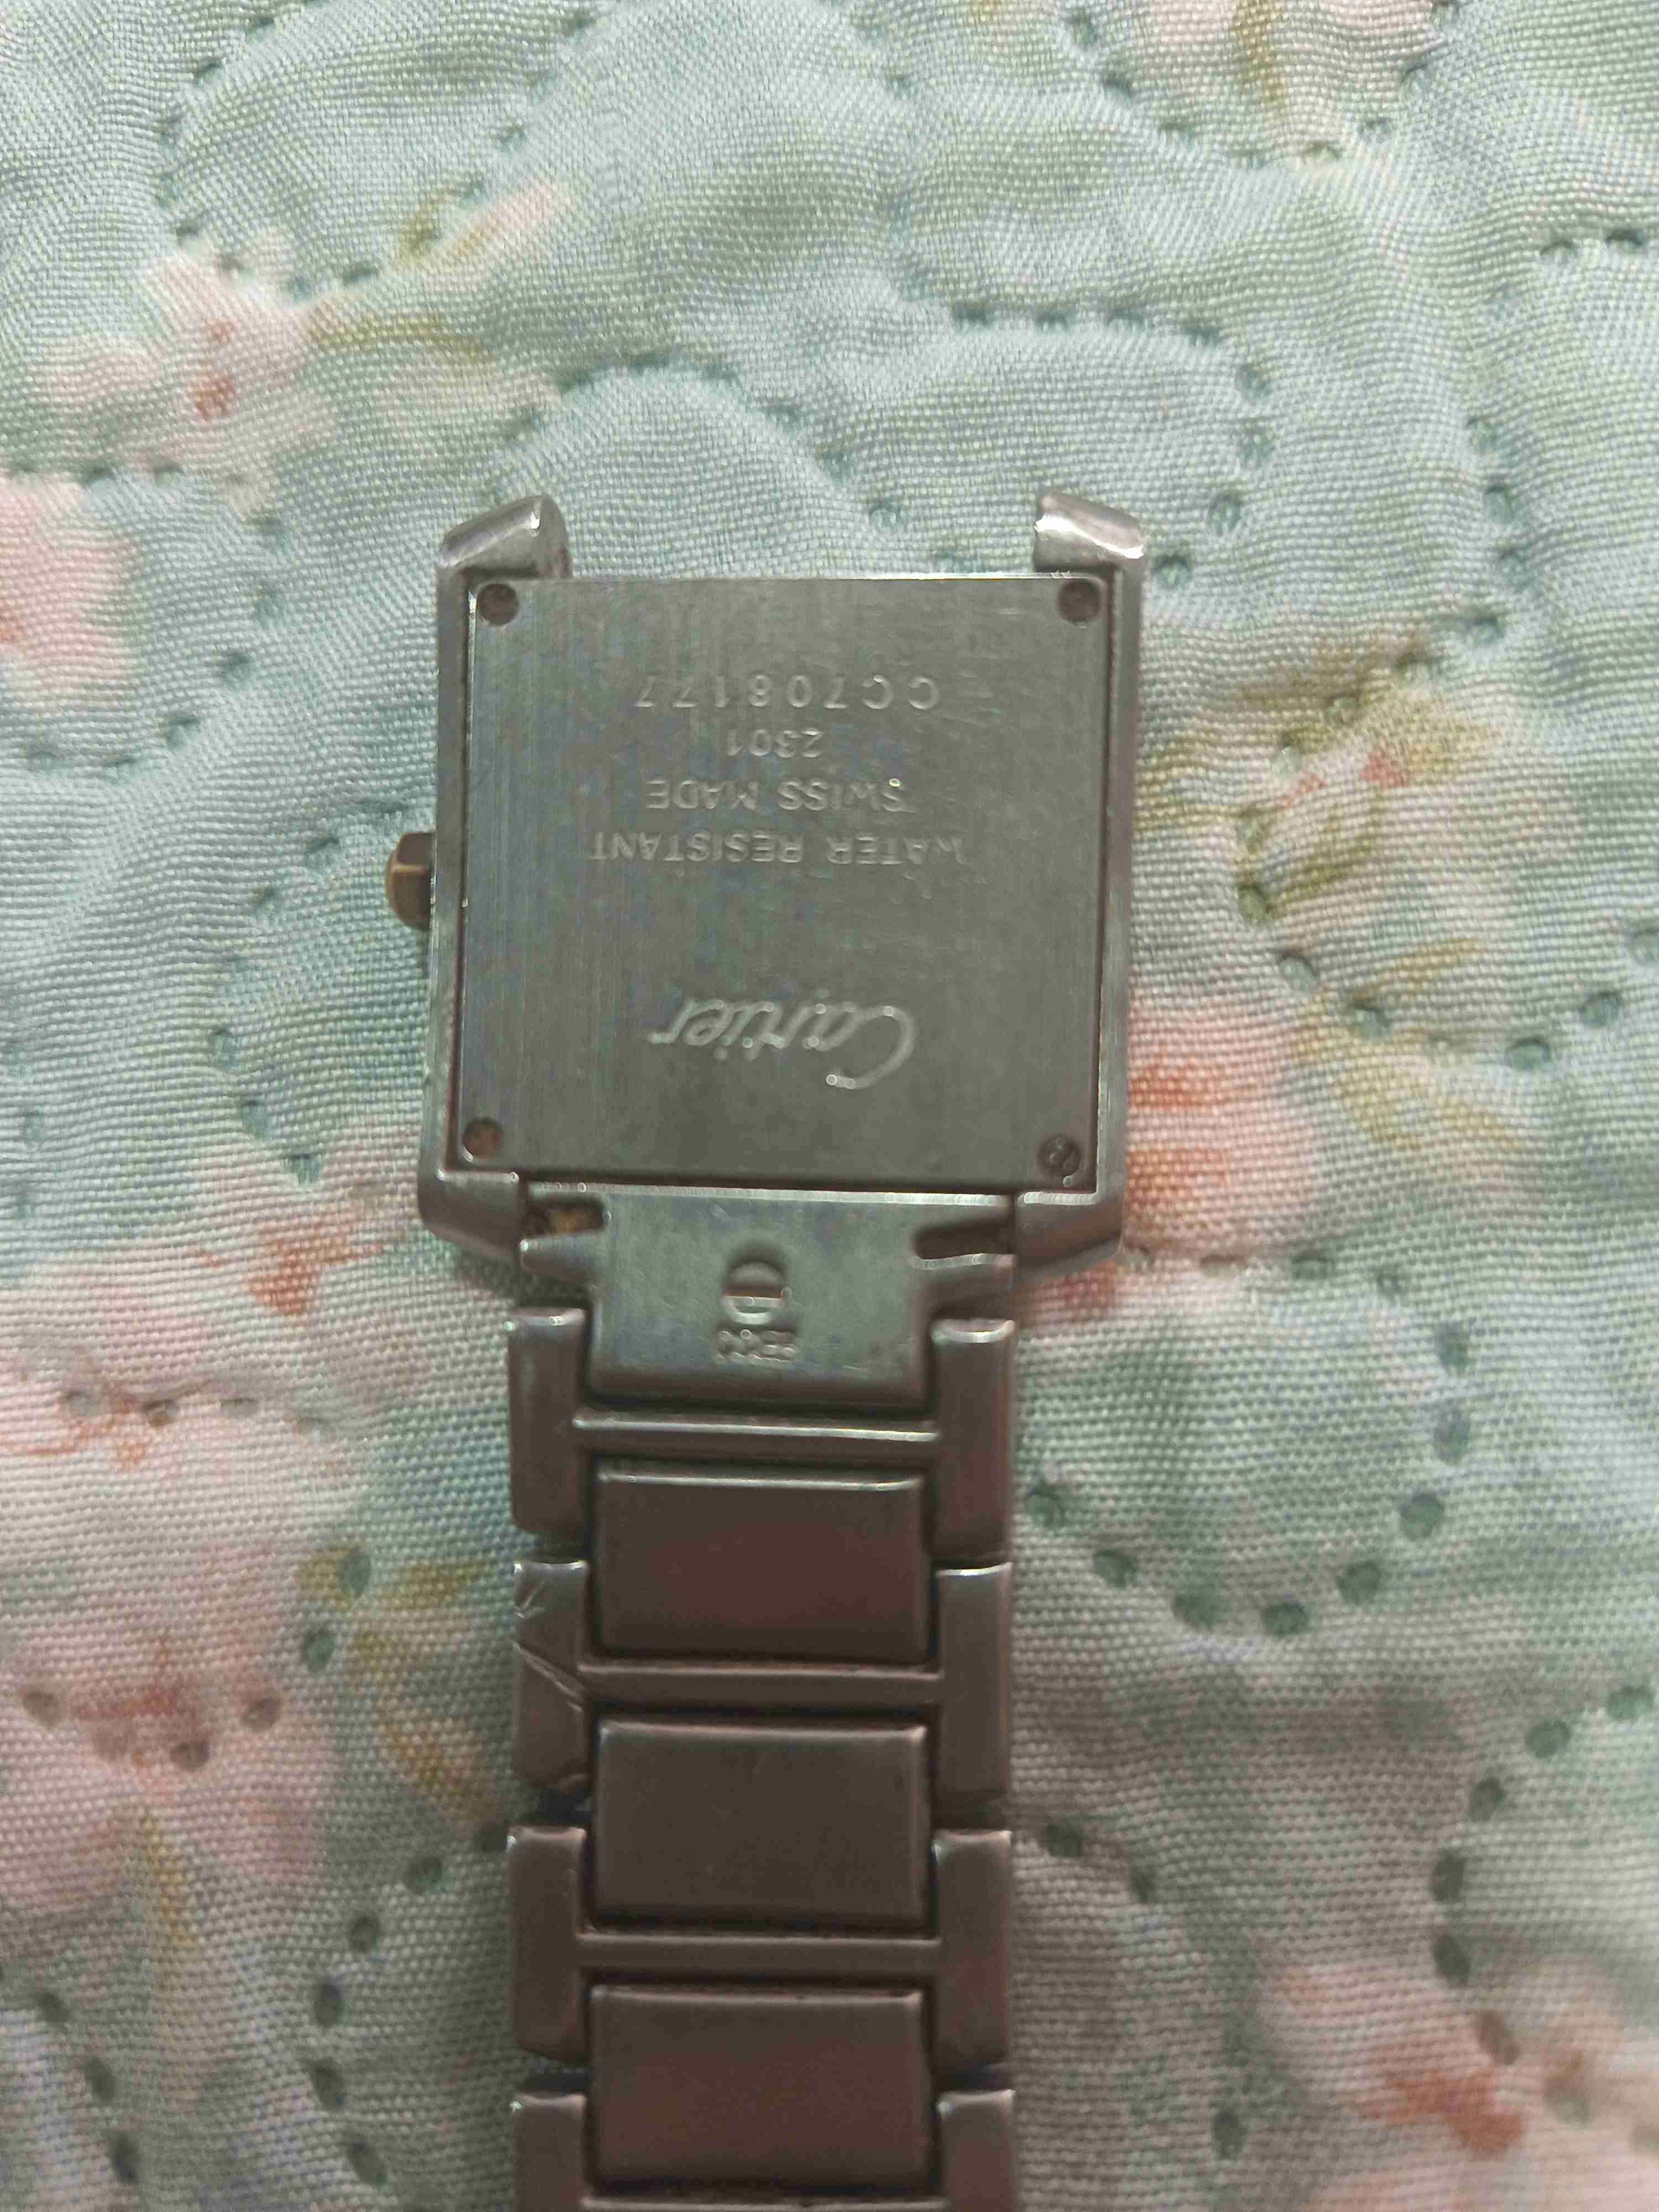 Cartier
WATER RESISTANT
SWISS MADE
2301
CC708177